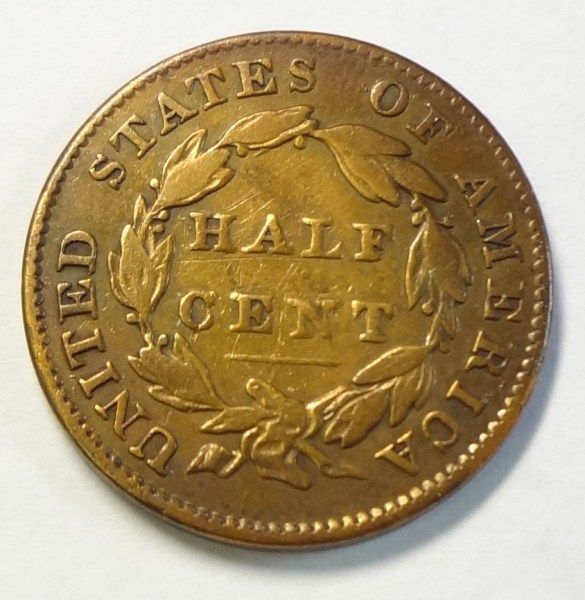 UNITED STATES OF AMERICA
HALF
CENT